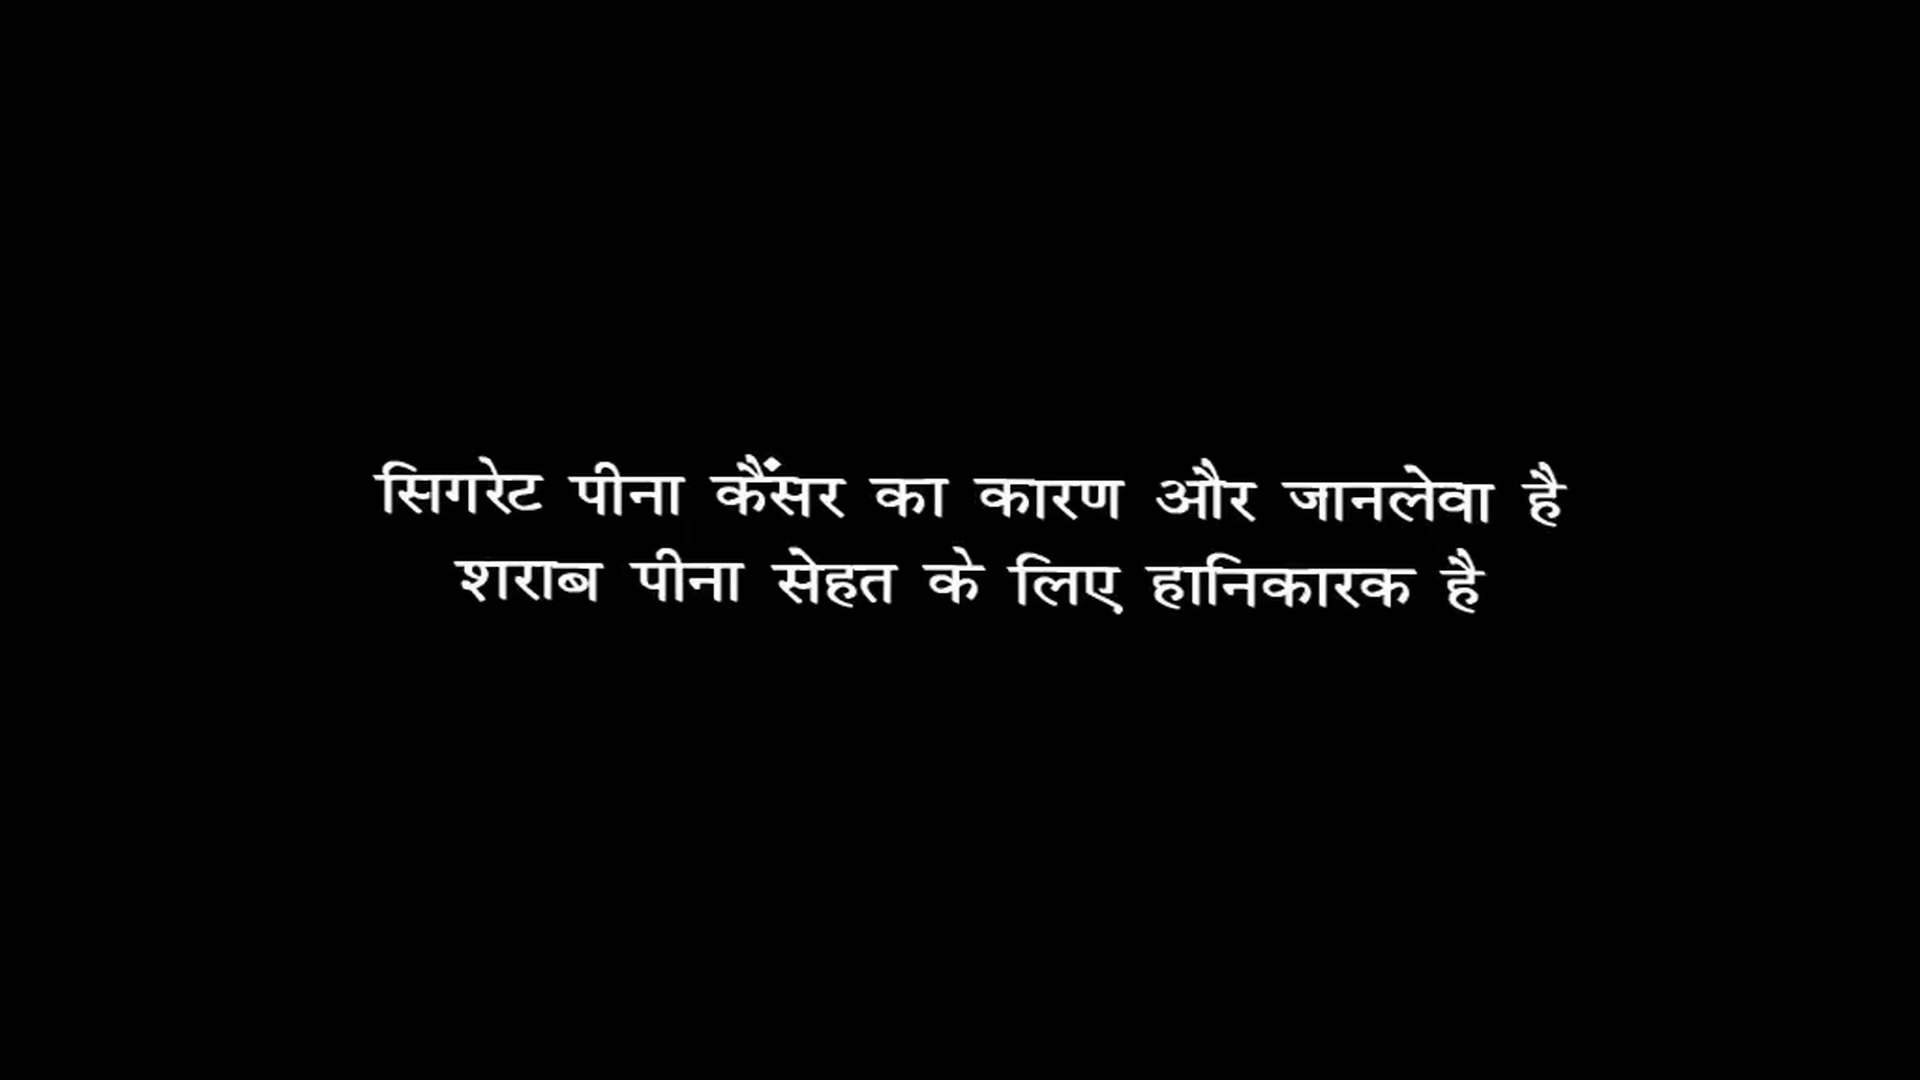 सिगरेट पीना कैंसर का कारण और जानलेवा है
शराब पीना सेहत के लिए हानिकारक है